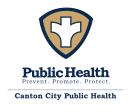 Public Health
Prevent. Promote. Protect.
Canton City Public Health